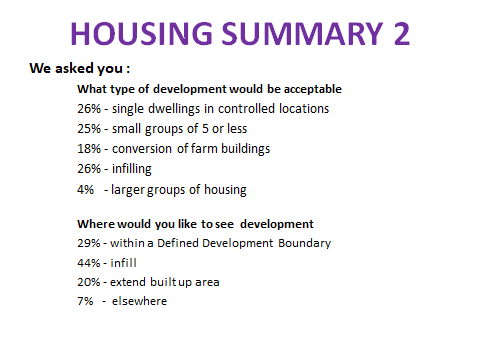 HOUSING SUMMARY 2
We asked you :
What type of development would be acceptable
26% - single dwellings in controlled locations
25% - small groups of 5 or less
18% - conversion of farm buildings
26% - infilling
4% - larger groups of housing
Where would you like to see development
29% - within a Defined Development Boundary
44% - infill
20% - extend built up area
7% - elsewhere